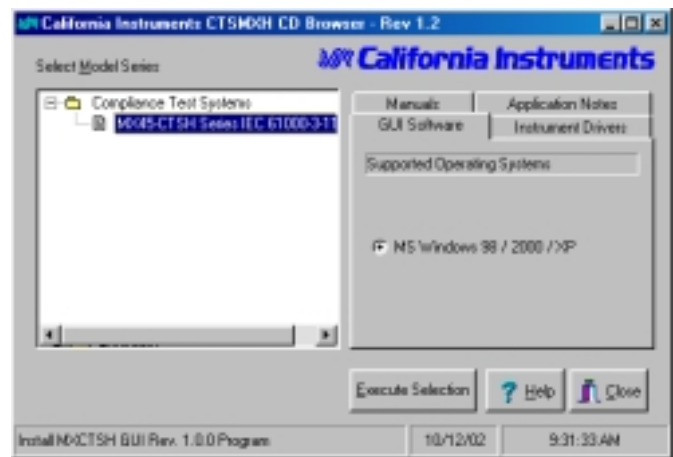 California Instruments CTSMXH CD Browser - Rev 1.2
Select Model Series
California Instruments
Compliance Test Systems
MX45-CTSH Series IEC 61000-3-11
Manuals
Application Notes
GUI Software
Instrument Drivers
Supported Operating Systems
MS Windows 98 / 2000 / XP
Execute Selection
? Help
Close
Install MXCTSH GUI Rev. 1.0.0 Program
10/12/02
9:31:33 AM